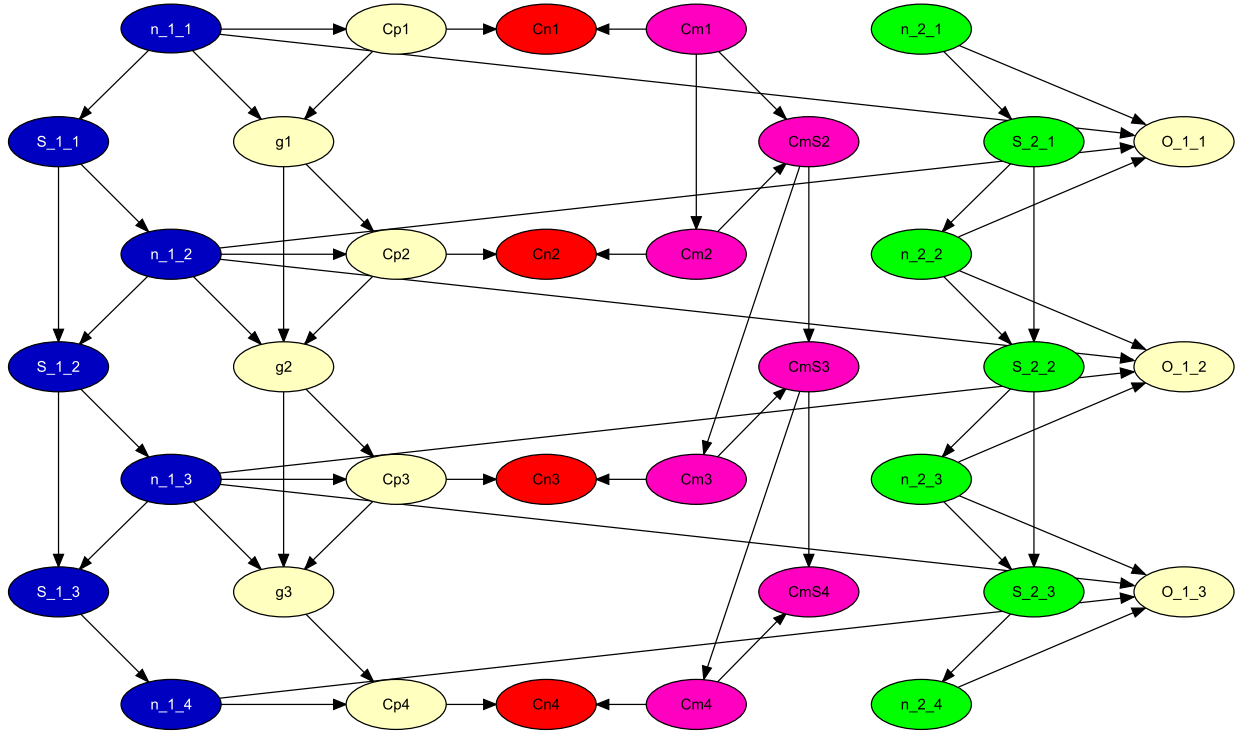 n_1_1 Cp1 Cn1 Cm1 n_2_1
S_1_1 g1 CmS2 S_2_1 O_1_1
n_1_2 Cp2 Cn2 Cm2 n_2_2
S_1_2 g2 CmS3 S_2_2 O_1_2
n_1_3 Cp3 Cn3 Cm3 n_2_3
S_1_3 g3 CmS4 S_2_3 O_1_3
n_1_4 Cp4 Cn4 Cm4 n_2_4